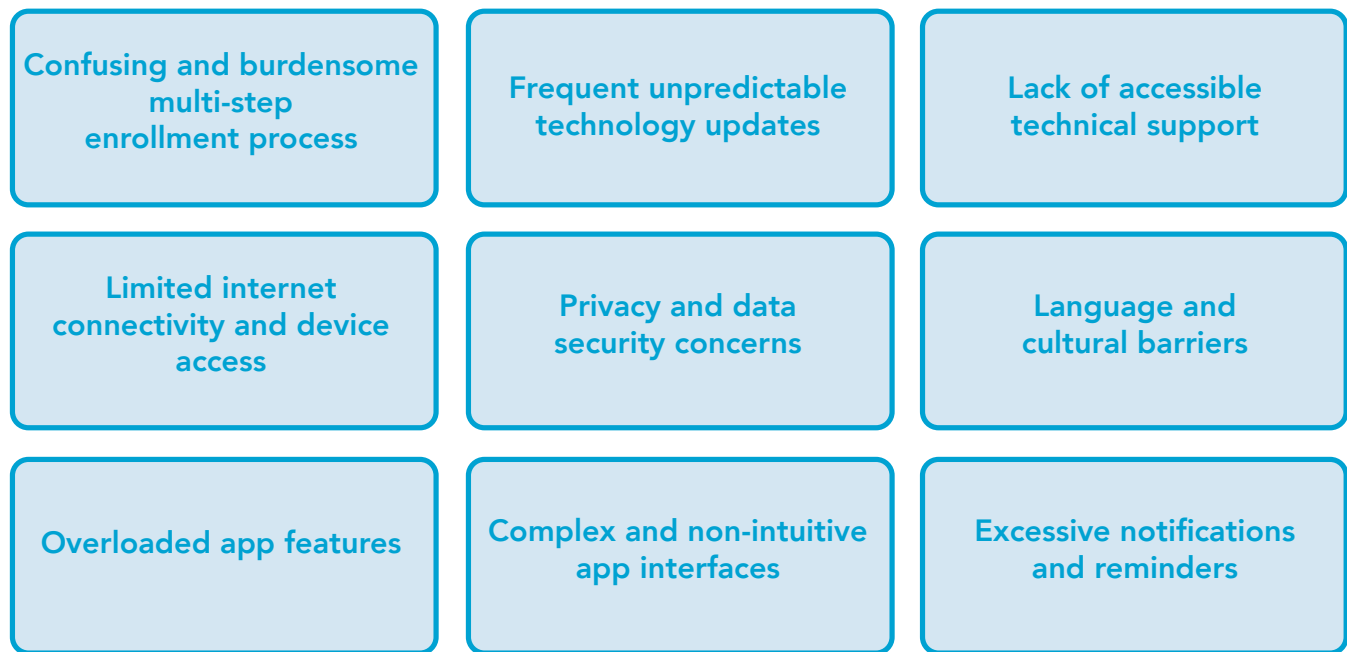 Confusing and burdensome
multi-step
enrollment process
Frequent unpredictable
technology updates
Lack of accessible
technical support
Limited internet
connectivity and device
access
Privacy and data
security concerns
Language and
cultural barriers
Overloaded app features
Complex and non-intuitive
app interfaces
Excessive notifications
and reminders